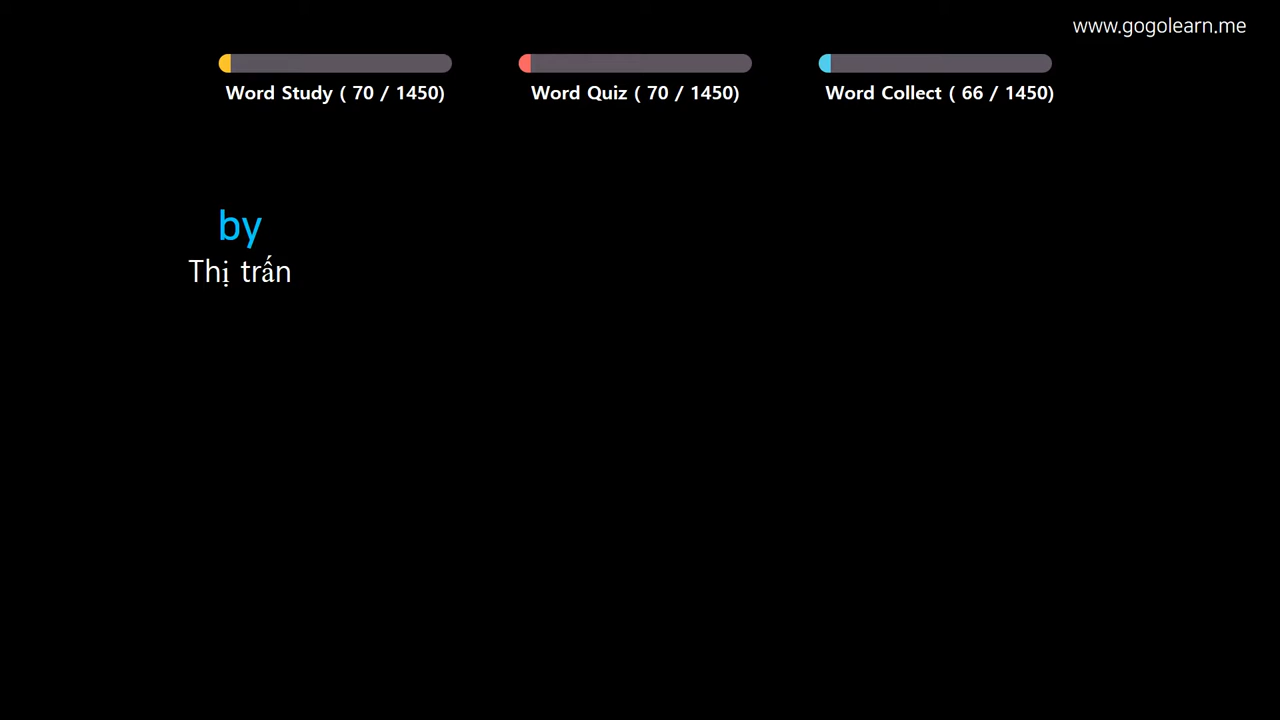 www.gogolearn.me
Word Study ( 70 / 1450)
Word Quiz ( 70 / 1450)
Word Collect ( 66 / 1450)
by
Thị trấn